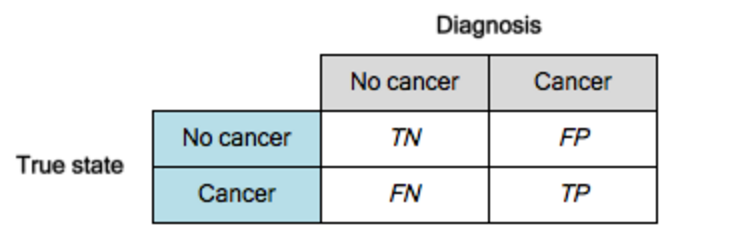 Diagnosis
No cancer Cancer
No cancer TN FP
True state
Cancer FN TP